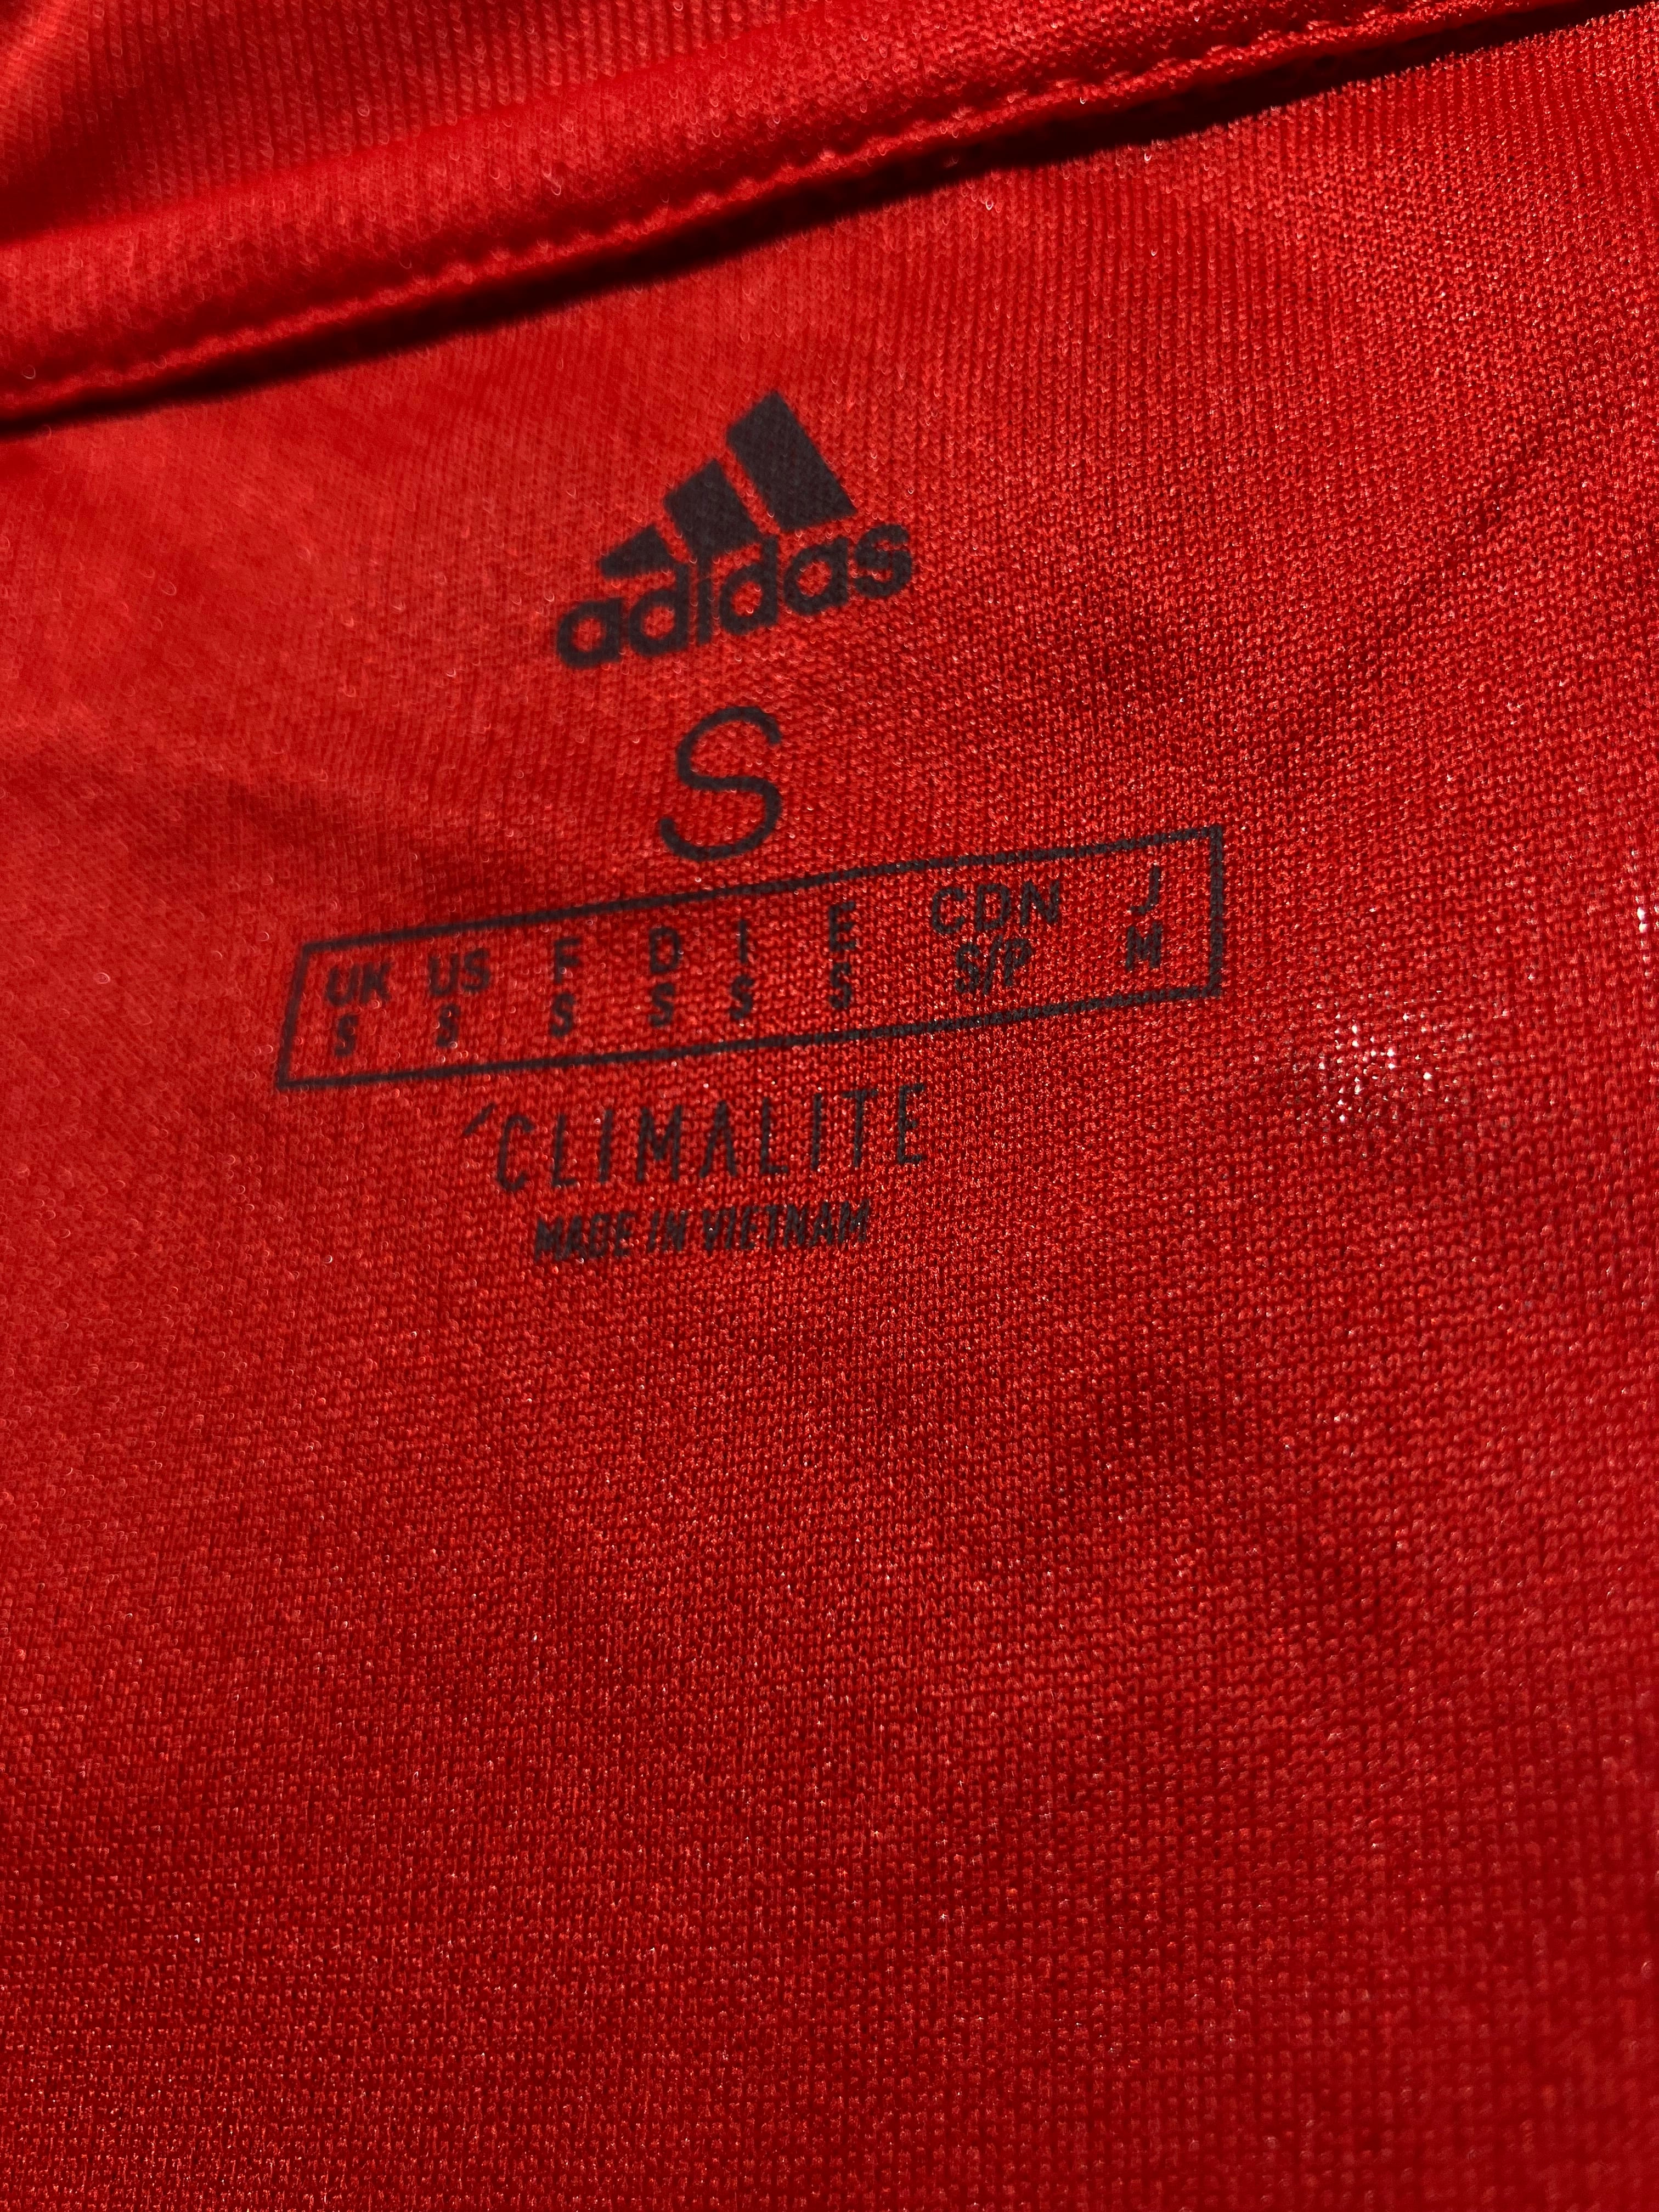 adidas
S
UK US F D I E CDN J
S S S S S S S/P M
´CLIMALITE
MADE IN VIETNAM